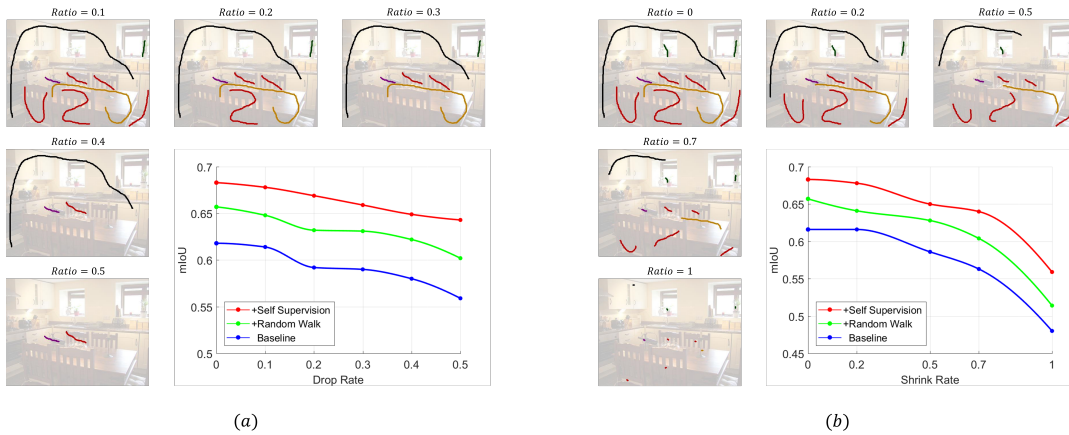 Ratio = 0.1
Ratio = 0.2
Ratio = 0.3
Ratio = 0.4
Ratio = 0.5
0.7
0.65
0.6
0.55
0.5
mIoU
+Self Supervision
+Random Walk
Baseline
0 0.1 0.2 0.3 0.4 0.5
Drop Rate
(a)
Ratio = 0
Ratio = 0.2
Ratio = 0.5
Ratio = 0.7
Ratio = 1
0.7
0.65
0.6
0.55
0.5
0.45
mIoU
+Self Supervision
+Random Walk
Baseline
0 0.2 0.5 0.7 1
Shrink Rate
(b)